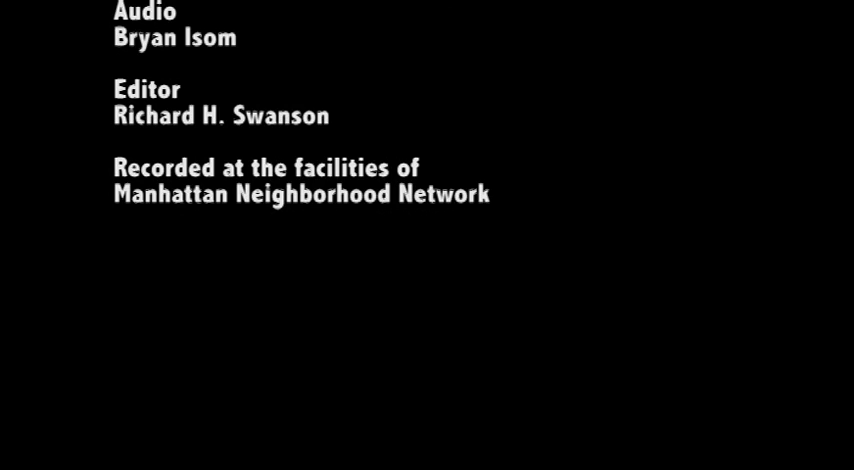 Audio
Bryan Isom
Editor
Richard H. Swanson
Recorded at the facilities of
Manhattan Neighborhood Network